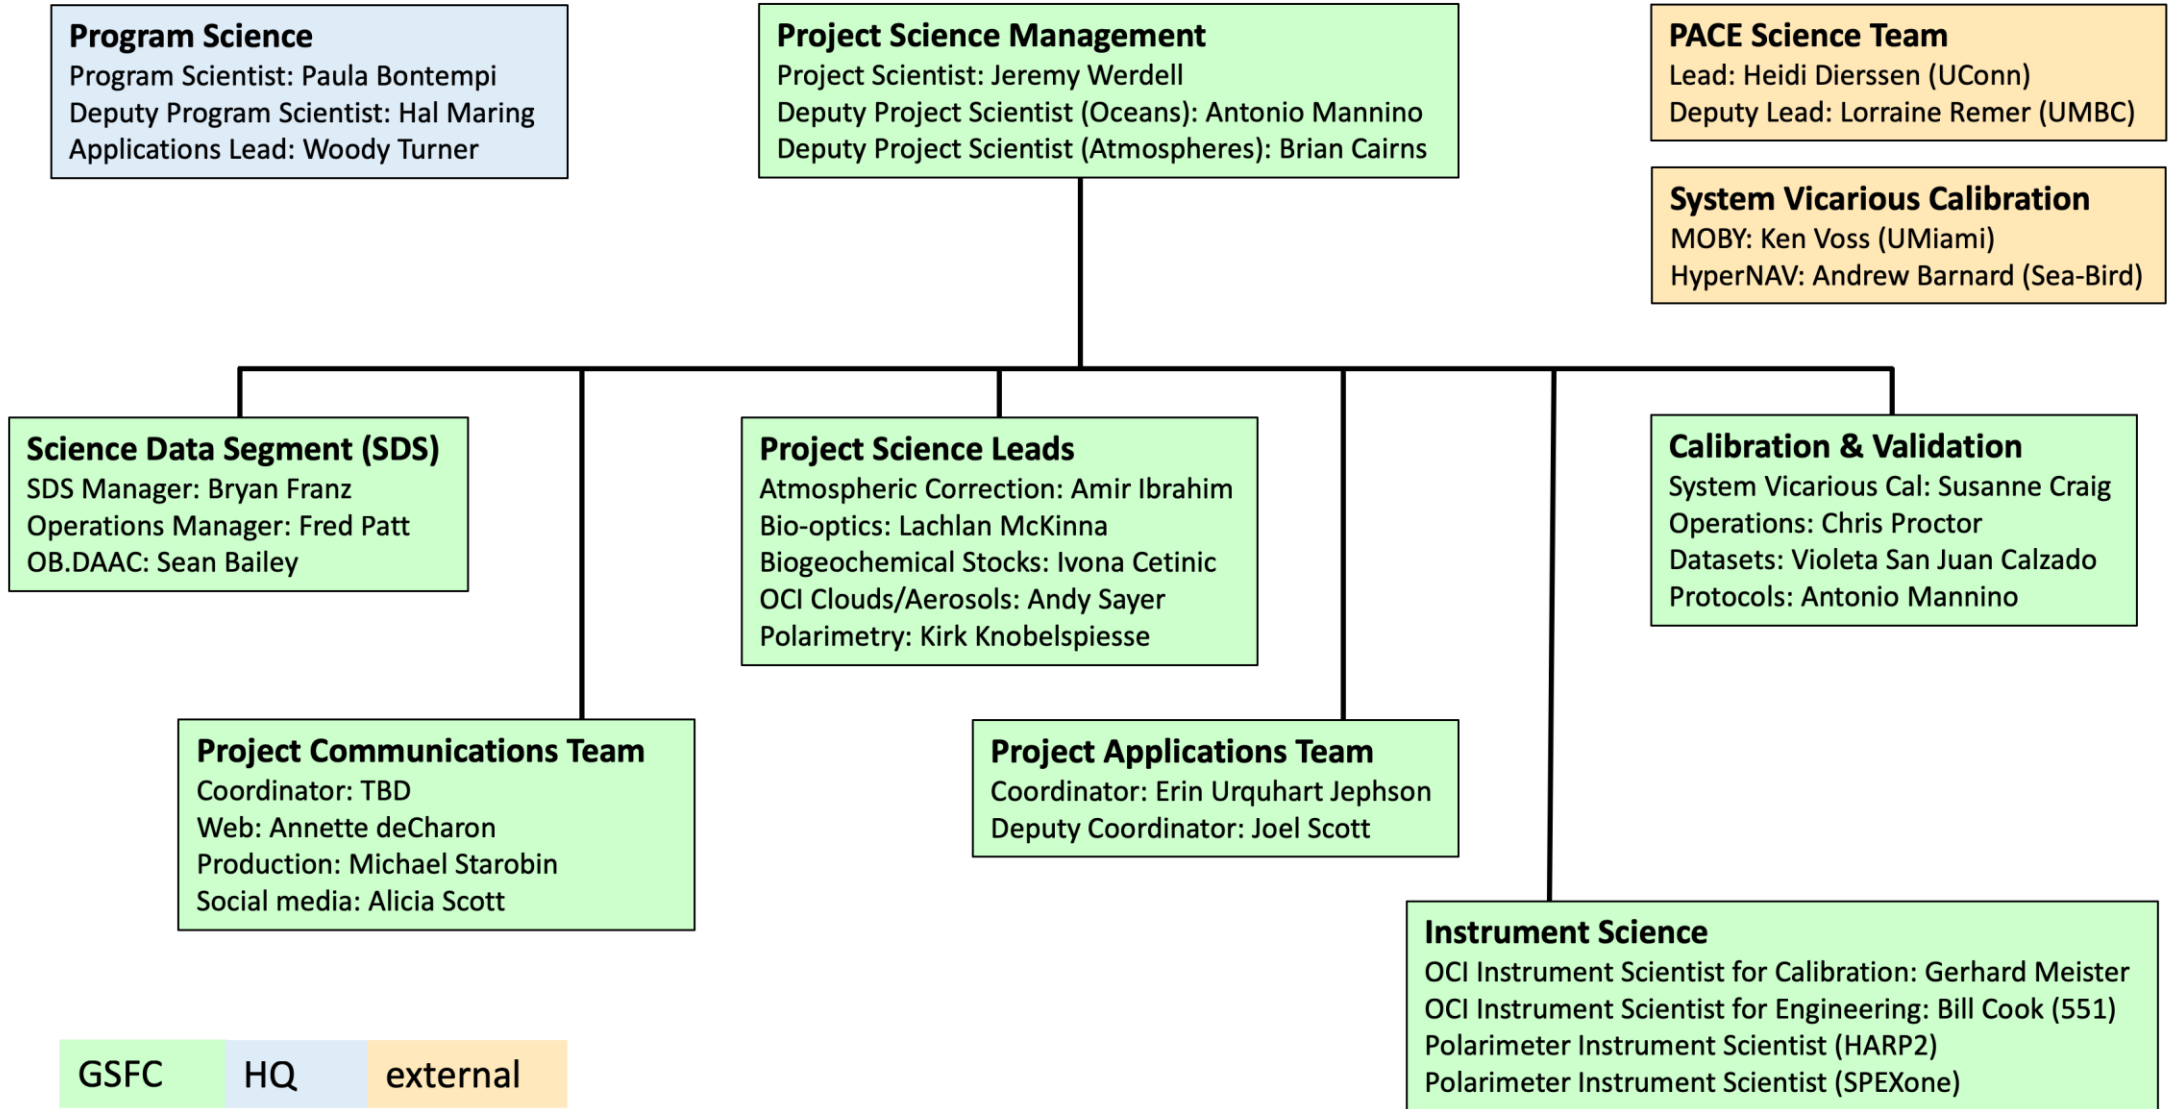 Program Science
Program Scientist: Paula Bontempi
Deputy Program Scientist: Hal Maring
Applications Lead: Woody Turner
Project Science Management
Project Scientist: Jeremy Werdell
Deputy Project Scientist (Oceans): Antonio Mannino
Deputy Project Scientist (Atmospheres): Brian Cairns
PACE Science Team
Lead: Heidi Dierssen (UConn)
Deputy Lead: Lorraine Remer (UMBC)
System Vicarious Calibration
MOBY: Ken Voss (UMiami)
HyperNAV: Andrew Barnard (Sea-Bird)
Science Data Segment (SDS)
SDS Manager: Bryan Franz
Operations Manager: Fred Patt
OB.DAAC: Sean Bailey
Project Science Leads
Atmospheric Correction: Amir Ibrahim
Bio-optics: Lachlan McKinna
Biogeochemical Stocks: Ivona Cetinic
OCI Clouds/Aerosols: Andy Sayer
Polarimetry: Kirk Knobelspiesse
Calibration & Validation
System Vicarious Cal: Susanne Craig
Operations: Chris Proctor
Datasets: Violeta San Juan Calzado
Protocols: Antonio Mannino
Project Communications Team
Coordinator: TBD
Web: Annette deCharon
Production: Michael Starobin
Social media: Alicia Scott
Project Applications Team
Coordinator: Erin Urquhart Jephson
Deputy Coordinator: Joel Scott
Instrument Science
OCI Instrument Scientist for Calibration: Gerhard Meister
OCI Instrument Scientist for Engineering: Bill Cook (551)
Polarimeter Instrument Scientist (HARP2)
Polarimeter Instrument Scientist (SPEXone)
GSFC HQ external